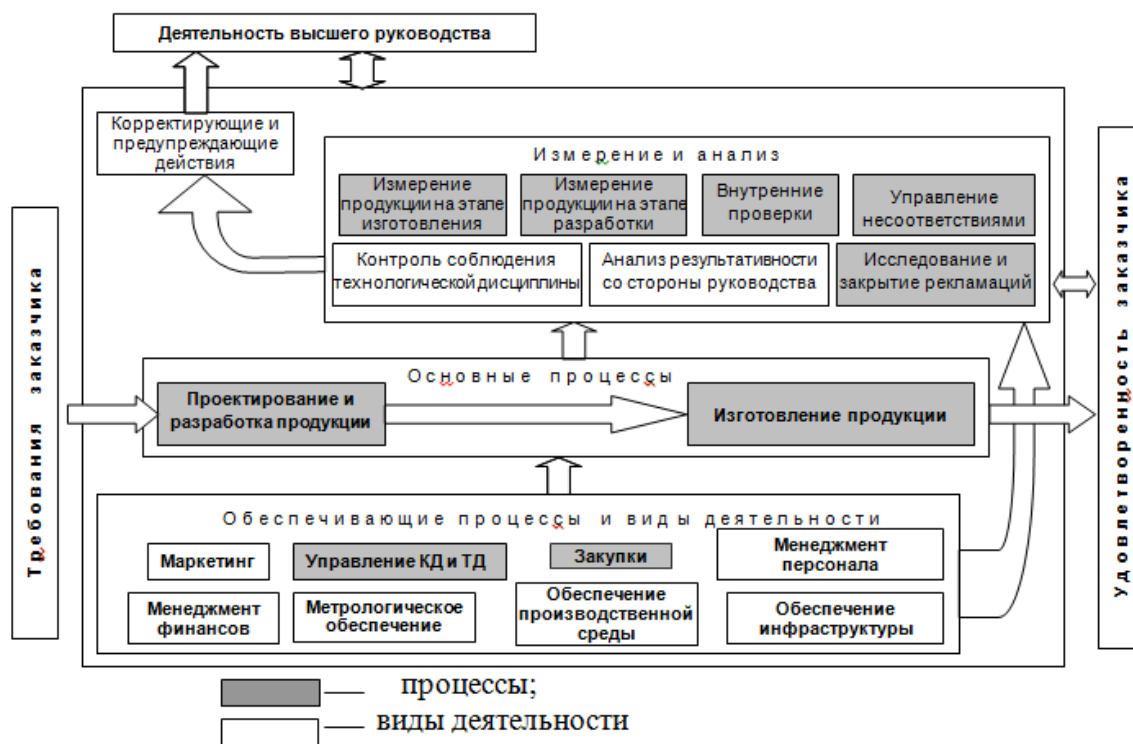 Деятельность высшего руководства
Корректирующие и
предупреждающие
действия
Измерение и анализ
Измерение
продукции на этапе
изготовления
Измерение
продукции на этапе
разработки
Внутренние
проверки
Управление
несоответствиями
Контроль соблюдения
технологической дисциплины
Анализ результативности
со стороны руководства
Исследование и
закрытие рекламаций
Требования заказчика
Основные процессы
Проектирование и
разработка продукции
Изготовление продукции
Удовлетворенность заказчика
Обеспечивающие процессы и виды деятельности
Маркетинг
Управление КД и ТД
Закупки
Менеджмент
персонала
Менеджмент
финансов
Метрологическое
обеспечение
Обеспечение
производственной
среды
Обеспечение
инфраструктуры
процессы;
виды деятельности